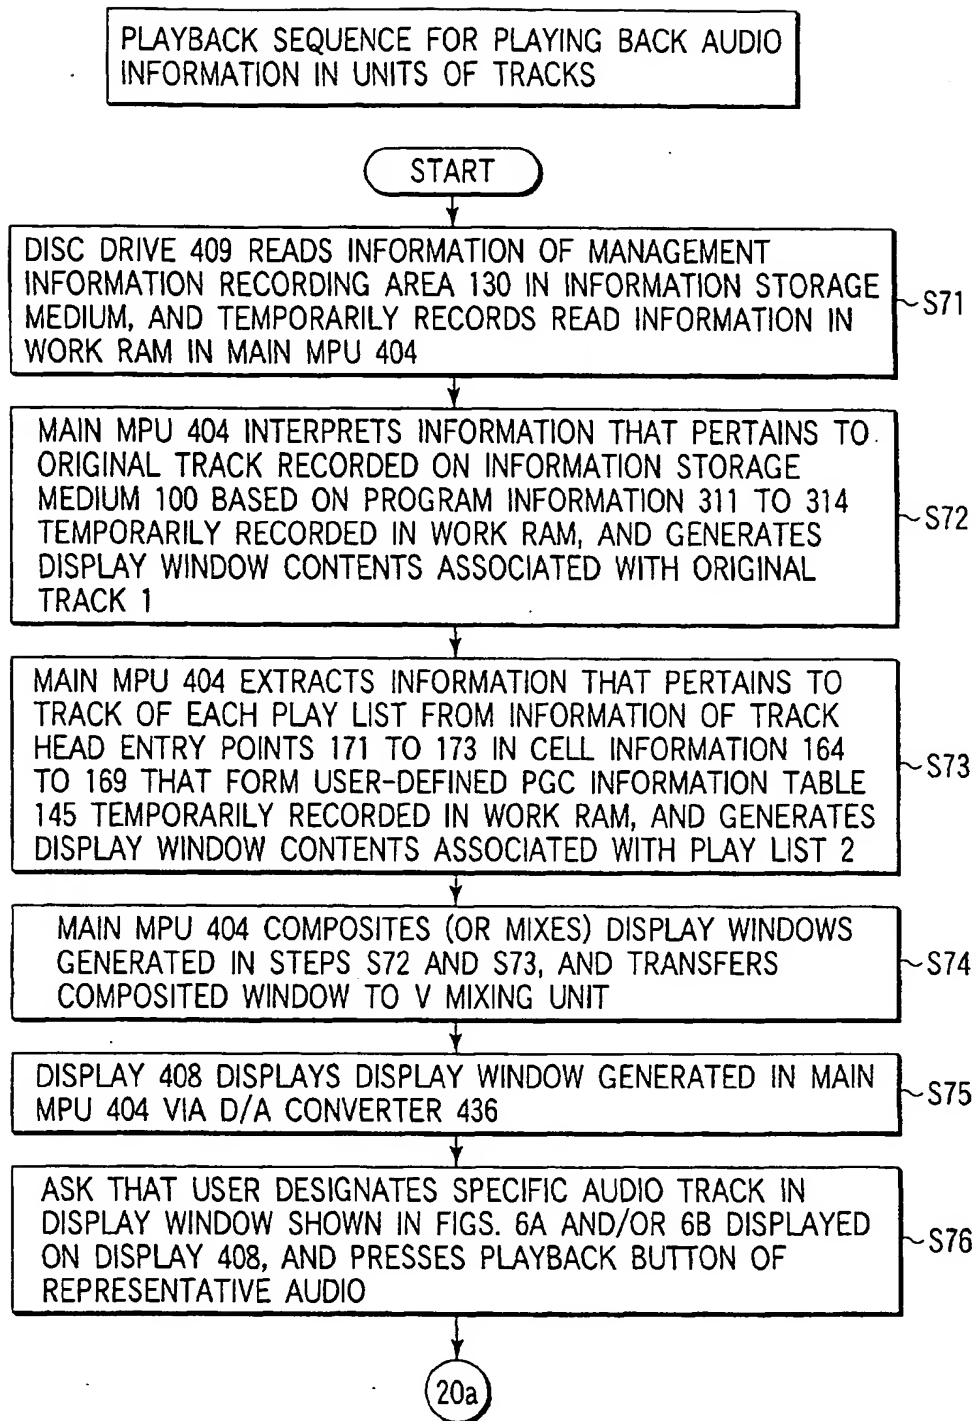 PLAYBACK SEQUENCE FOR PLAYING BACK AUDIO
INFORMATION IN UNITS OF TRACKS
START
DISC DRIVE 409 READS INFORMATION OF MANAGEMENT
INFORMATION RECORDING AREA 130 IN INFORMATION STORAGE
MEDIUM, AND TEMPORARILY RECORDS READ INFORMATION IN
WORK RAM IN MAIN MPU 404
S71
MAIN MPU 404 INTERPRETS INFORMATION THAT PERTAINS TO
ORIGINAL TRACK RECORDED ON INFORMATION STORAGE
MEDIUM 100 BASED ON PROGRAM INFORMATION 311 TO 314
TEMPORARILY RECORDED IN WORK RAM, AND GENERATES
DISPLAY WINDOW CONTENTS ASSOCIATED WITH ORIGINAL
TRACK 1
S72
MAIN MPU 404 EXTRACTS INFORMATION THAT PERTAINS TO
TRACK OF EACH PLAY LIST FROM INFORMATION OF TRACK
HEAD ENTRY POINTS 171 TO 173 IN CELL INFORMATION 164
TO 169 THAT FORM USER-DEFINED PGC INFORMATION TABLE
145 TEMPORARILY RECORDED IN WORK RAM, AND GENERATES
DISPLAY WINDOW CONTENTS ASSOCIATED WITH PLAY LIST 2
S73
MAIN MPU 404 COMPOSITES (OR MIXES) DISPLAY WINDOWS
GENERATED IN STEPS S72 AND S73, AND TRANSFERS
COMPOSITED WINDOW TO V MIXING UNIT
S74
DISPLAY 408 DISPLAYS DISPLAY WINDOW GENERATED IN MAIN
MPU 404 VIA D/A CONVERTER 436
S75
ASK THAT USER DESIGNATES SPECIFIC AUDIO TRACK IN
DISPLAY WINDOW SHOWN IN FIGS. 6A AND/OR 6B DISPLAYED
ON DISPLAY 408, AND PRESSES PLAYBACK BUTTON OF
REPRESENTATIVE AUDIO
S76
20a